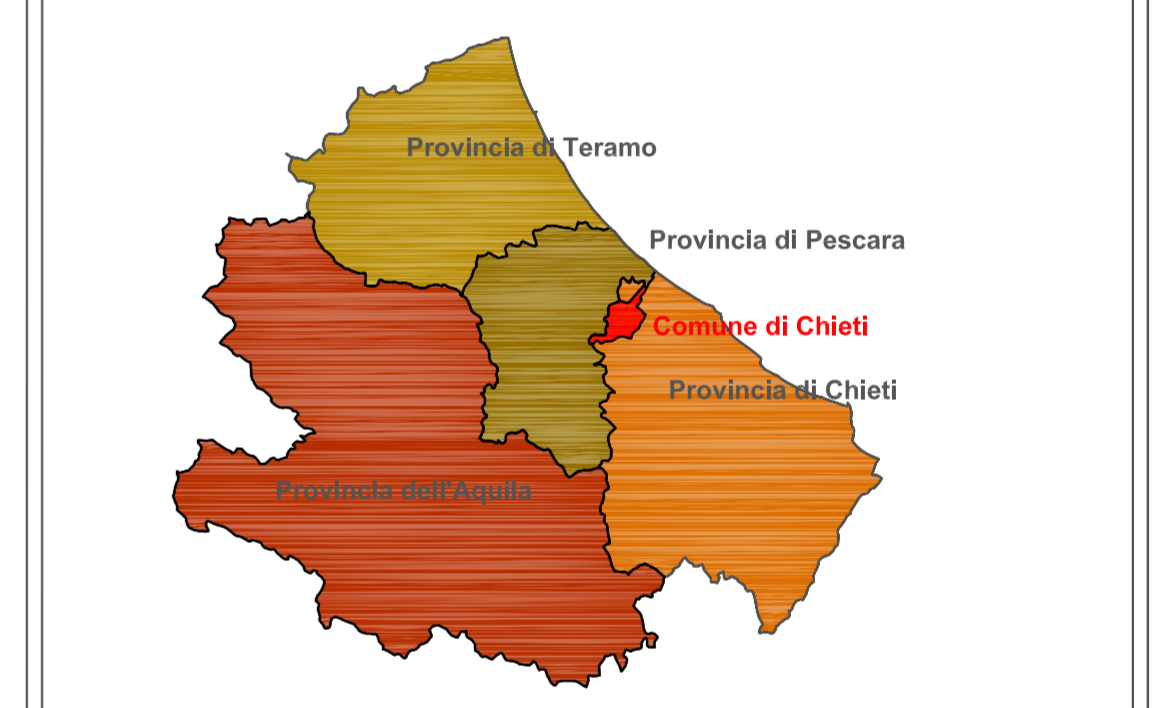 Provincia di Teramo
Provincia di Pescara
Comune di Chieti
Provincia di Chieti
Provincia dell'Aquila